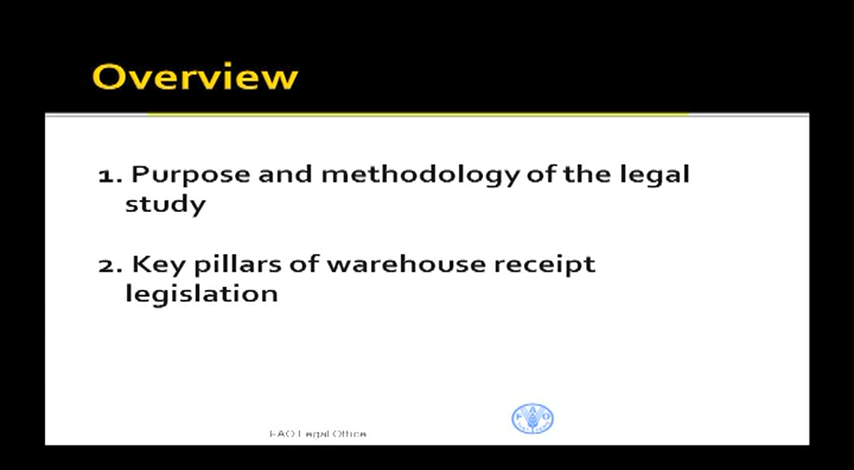 Overview
1. Purpose and methodology of the legal
study
2. Key pillars of warehouse receipt
legislation
FAO Legal Office